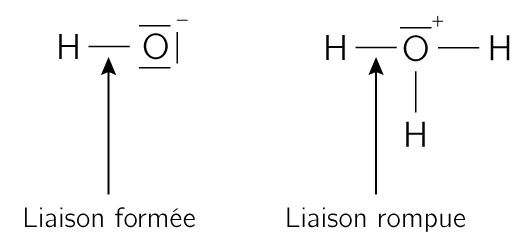 H — O⁻
H — O⁺ — H
H
Liaison formée
Liaison rompue